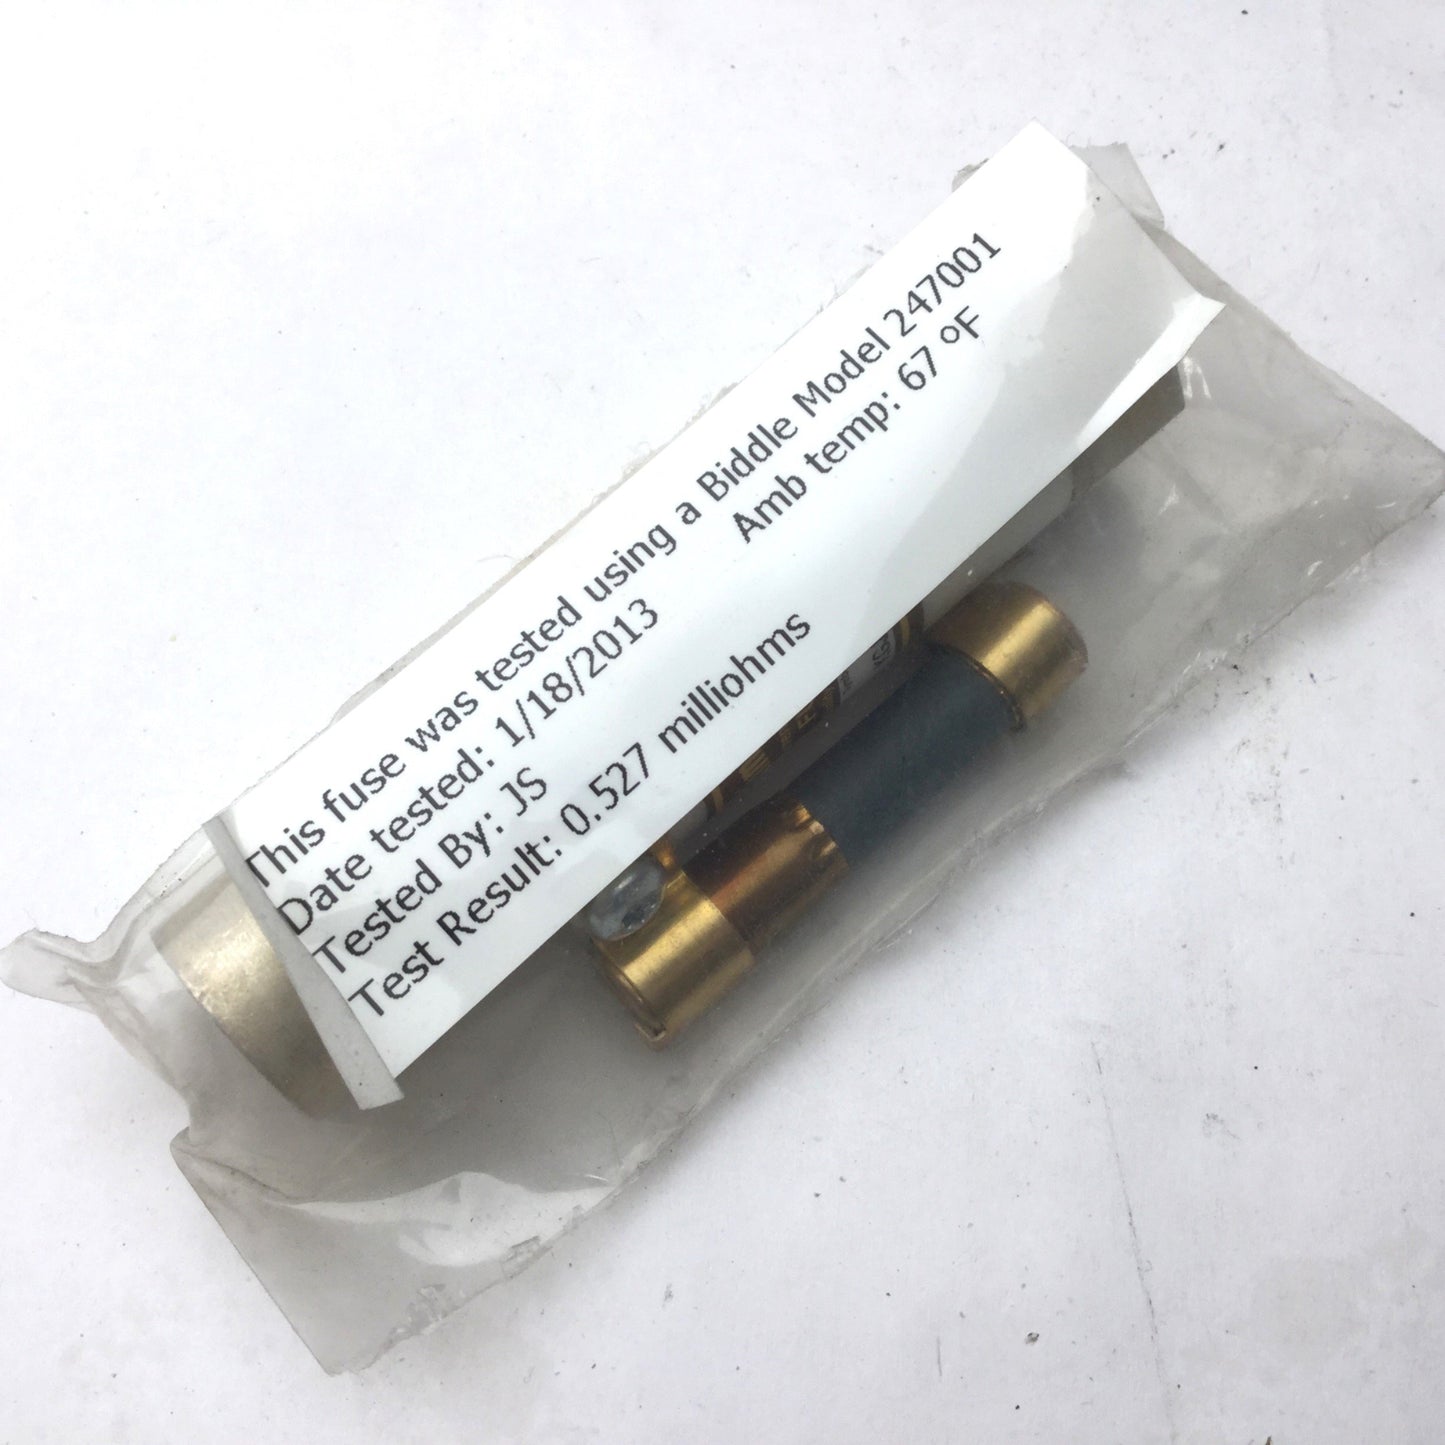 This fuse was tested using a Biddle Model 247001
Date tested: 1/18/2013 Amb temp: 67 °F
Tested By: JS
Test Result: 0.527 milliohms